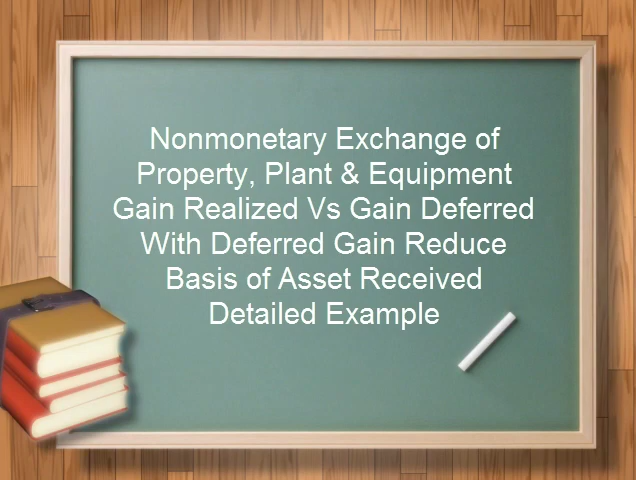 Nonmonetary Exchange of
Property, Plant & Equipment
Gain Realized Vs Gain Deferred
With Deferred Gain Reduce
Basis of Asset Received
Detailed Example